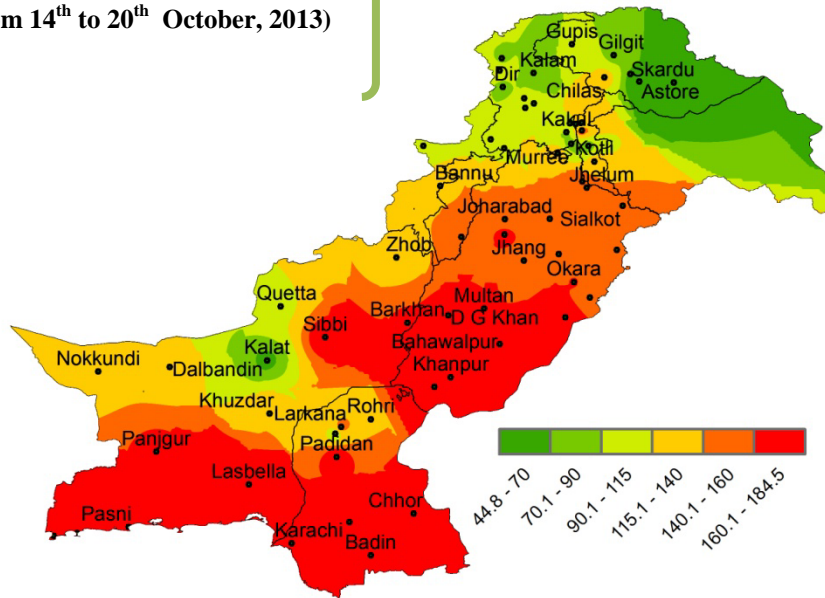 m 14th to 20th October, 2013)
Gupis
Gilgit
Kalam
Dir
Skardu
Chilas
Astore
Kakul
Murree
Kotli
Bannu
Jhelum
Joharabad
Sialkot
Zhob
Jhang
Okara
Quetta
Multan
Barkhan
D G Khan
Sibbi
Bahawalpur
Kalat
Nokkundi
Dalbandin
Khanpur
Khuzdar
Larkana
Rohri
Panjgur
Padidan
Lasbella
Chhor
Pasni
Karachi
Badin
44.8 - 70
70.1 - 90
90.1 - 115
115.1 - 140
140.1 - 160
160.1 - 184.5